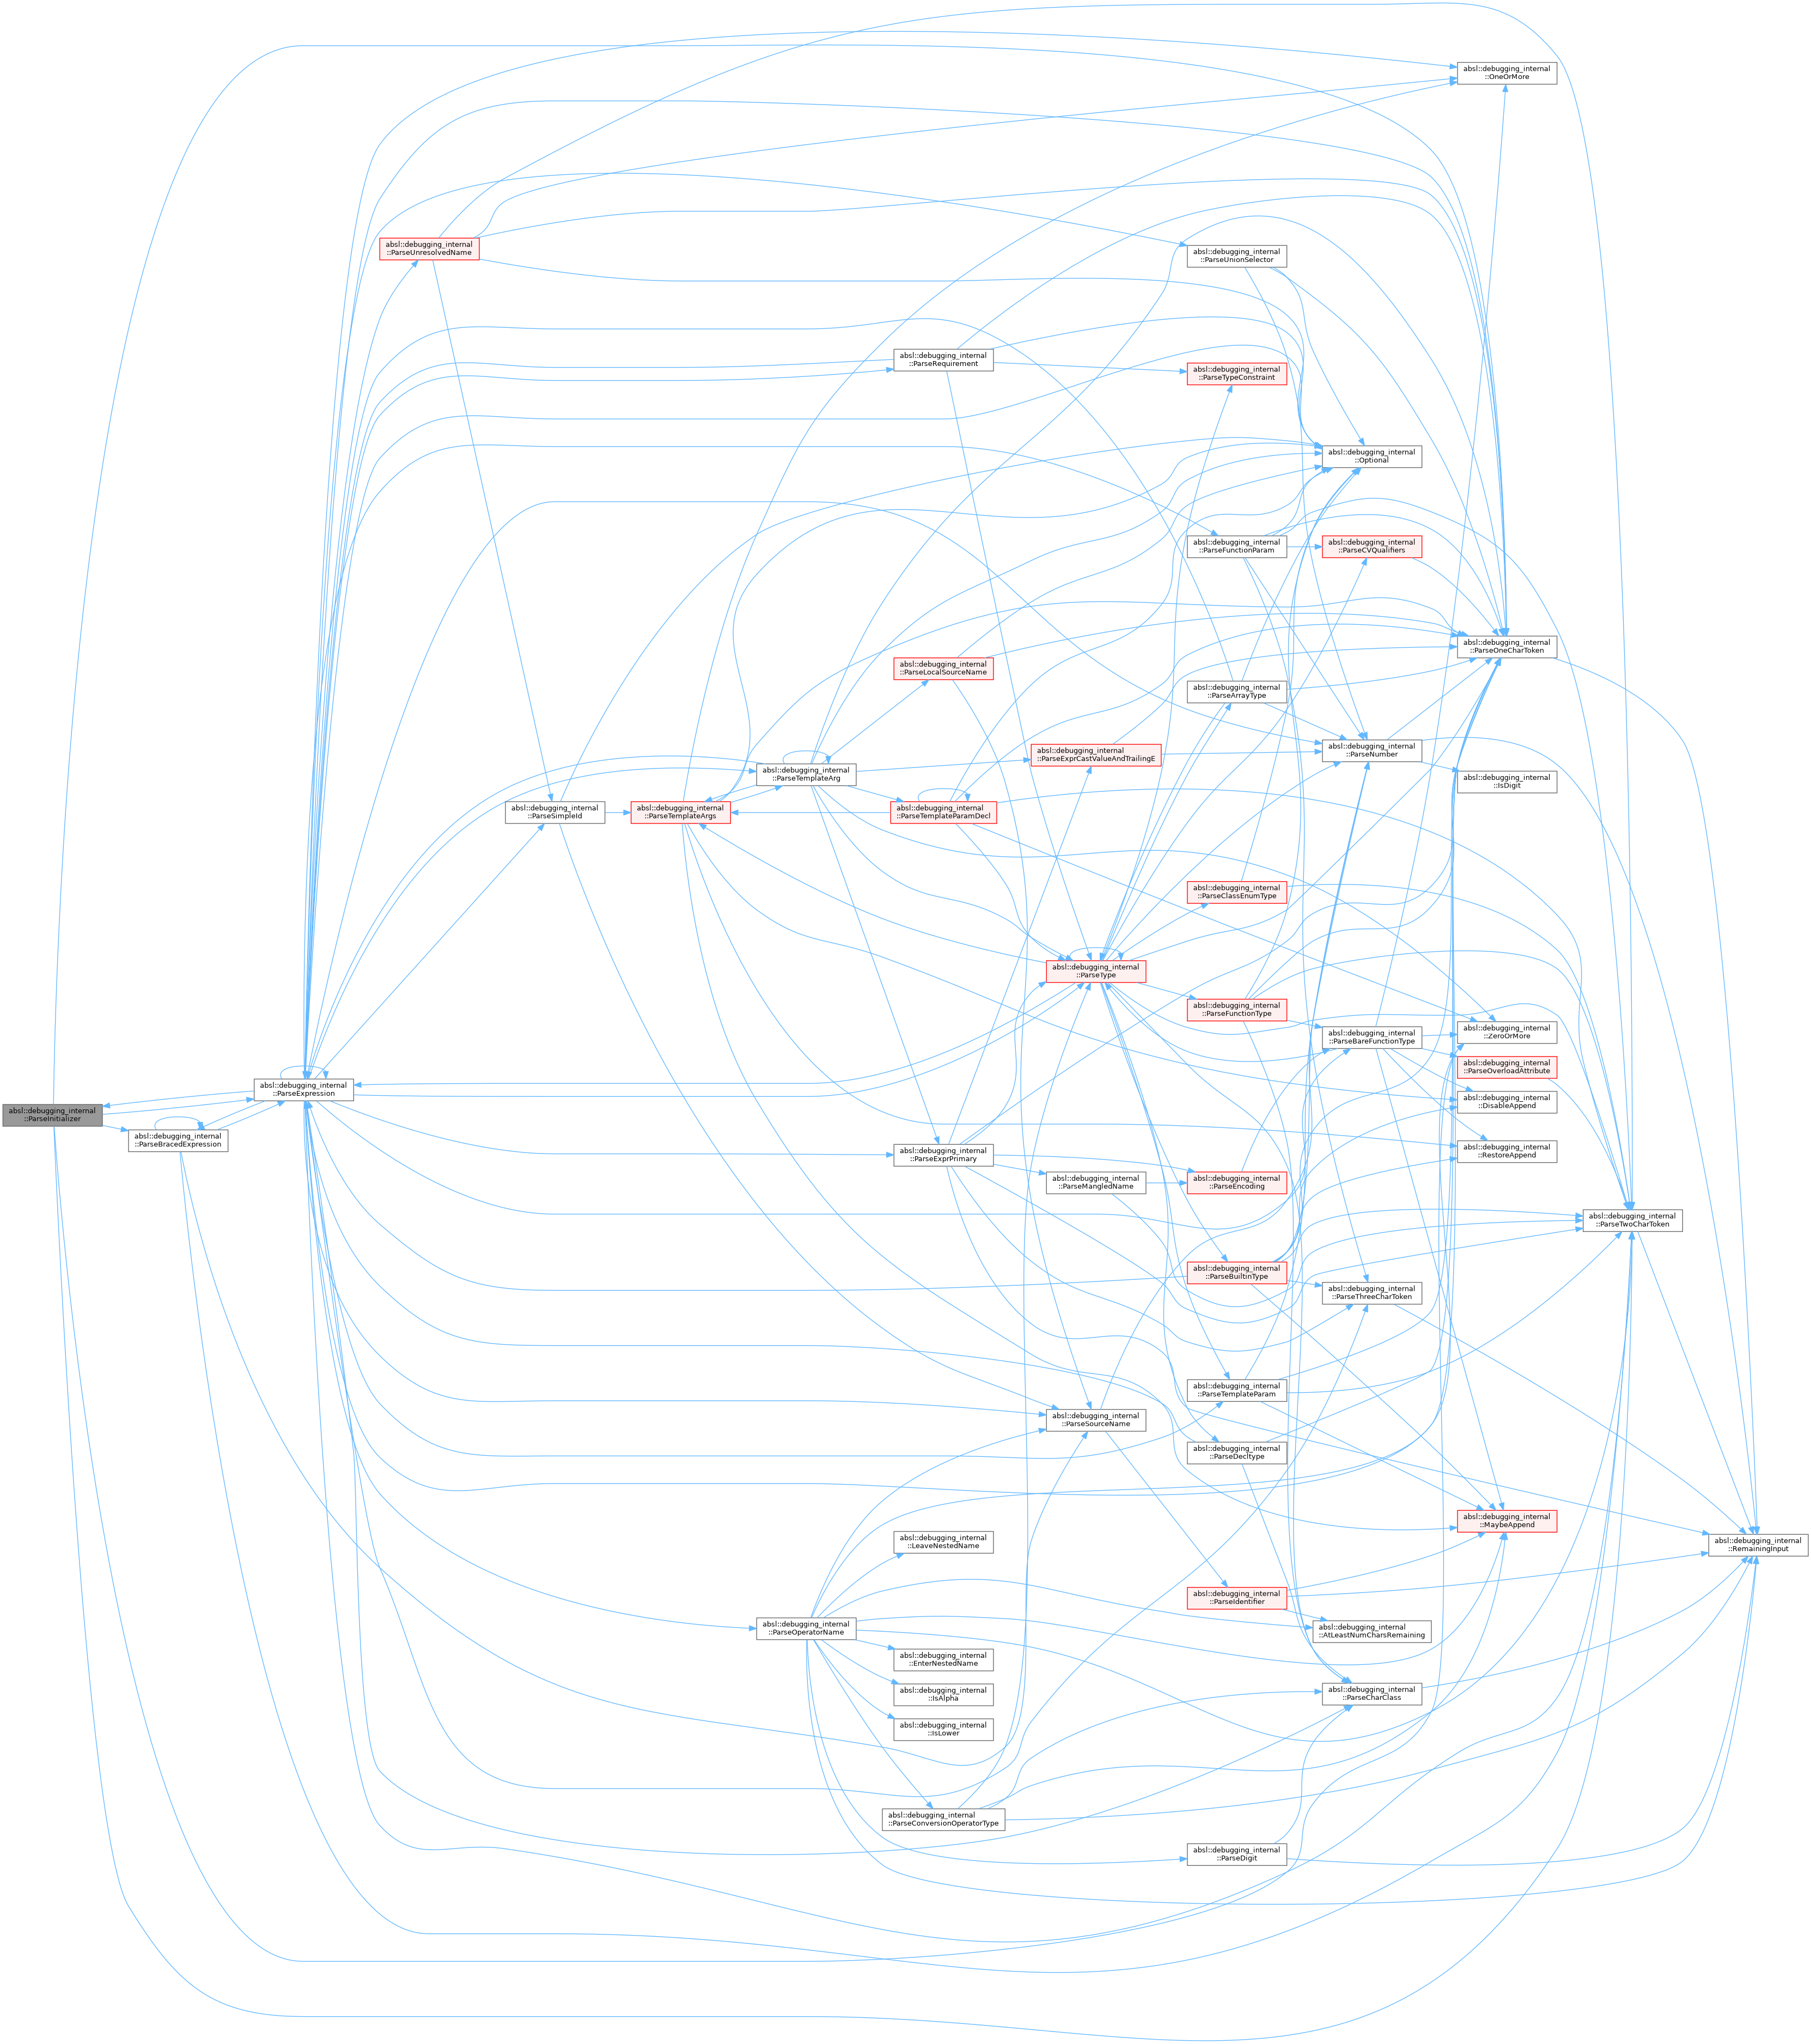 absl::debugging_internal
::ParseInitializer
absl::debugging_internal
::ParseExpression
absl::debugging_internal
::ParseBracedExpression
absl::debugging_internal
::ParseUnresolvedName
absl::debugging_internal
::ParseSimpleId
absl::debugging_internal
::ParseTemplateArgs
absl::debugging_internal
::ParseTemplateArg
absl::debugging_internal
::ParseOperatorName
absl::debugging_internal
::ParseRequirement
absl::debugging_internal
::ParseLocalSourceName
absl::debugging_internal
::ParseTemplateParamDecl
absl::debugging_internal
::ParseExprPrimary
absl::debugging_internal
::LeaveNestedName
absl::debugging_internal
::EnterNestedName
absl::debugging_internal
::IsAlpha
absl::debugging_internal
::IsLower
absl::debugging_internal
::ParseConversionOperatorType
absl::debugging_internal
::ParseExprCastValueAndTrailingE
absl::debugging_internal
::ParseType
absl::debugging_internal
::ParseMangledName
absl::debugging_internal
::ParseSourceName
absl::debugging_internal
::ParseUnionSelector
absl::debugging_internal
::ParseTypeConstraint
absl::debugging_internal
::ParseFunctionParam
absl::debugging_internal
::ParseArrayType
absl::debugging_internal
::ParseClassEnumType
absl::debugging_internal
::ParseFunctionType
absl::debugging_internal
::ParseEncoding
absl::debugging_internal
::ParseBuiltinType
absl::debugging_internal
::ParseTemplateParam
absl::debugging_internal
::ParseDecltype
absl::debugging_internal
::ParseIdentifier
absl::debugging_internal
::ParseDigit
absl::debugging_internal
::Optional
absl::debugging_internal
::ParseCVQualifiers
absl::debugging_internal
::ParseNumber
absl::debugging_internal
::ParseBareFunctionType
absl::debugging_internal
::ParseThreeCharToken
absl::debugging_internal
::AtLeastNumCharsRemaining
absl::debugging_internal
::ParseCharClass
absl::debugging_internal
::OneOrMore
absl::debugging_internal
::ParseOneCharToken
absl::debugging_internal
::IsDigit
absl::debugging_internal
::ZeroOrMore
absl::debugging_internal
::ParseOverloadAttribute
absl::debugging_internal
::DisableAppend
absl::debugging_internal
::RestoreAppend
absl::debugging_internal
::MaybeAppend
absl::debugging_internal
::ParseTwoCharToken
absl::debugging_internal
::RemainingInput